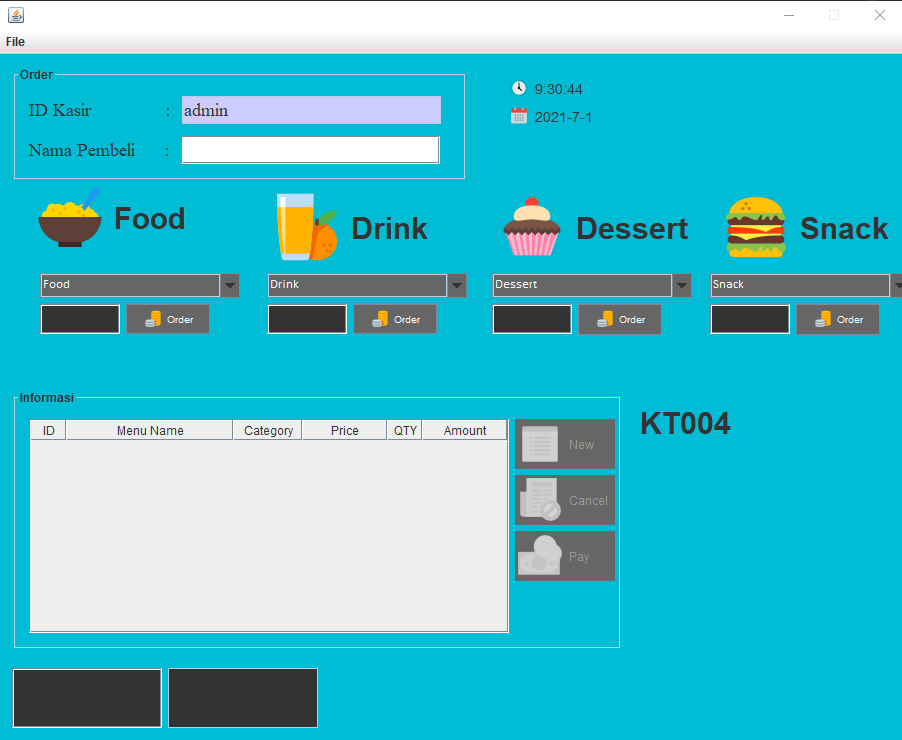 File
Order
ID Kasir : admin
Nama Pembeli :
9:30:44
2021-7-1
Food Drink Dessert Snack
Food Drink Dessert Snack
Order Order Order Order
Informasi
ID Menu Name Category Price QTY Amount
New
Cancel
Pay
KT004